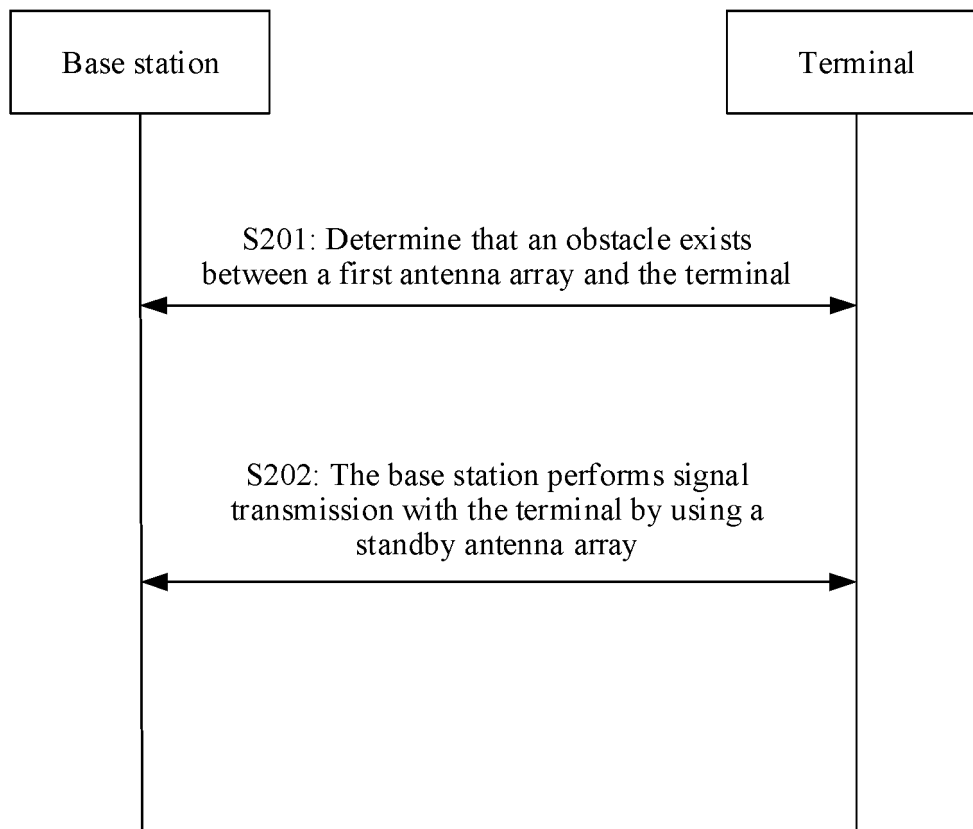 Base station
Terminal
S201: Determine that an obstacle exists
between a first antenna array and the terminal
S202: The base station performs signal
transmission with the terminal by using a
standby antenna array